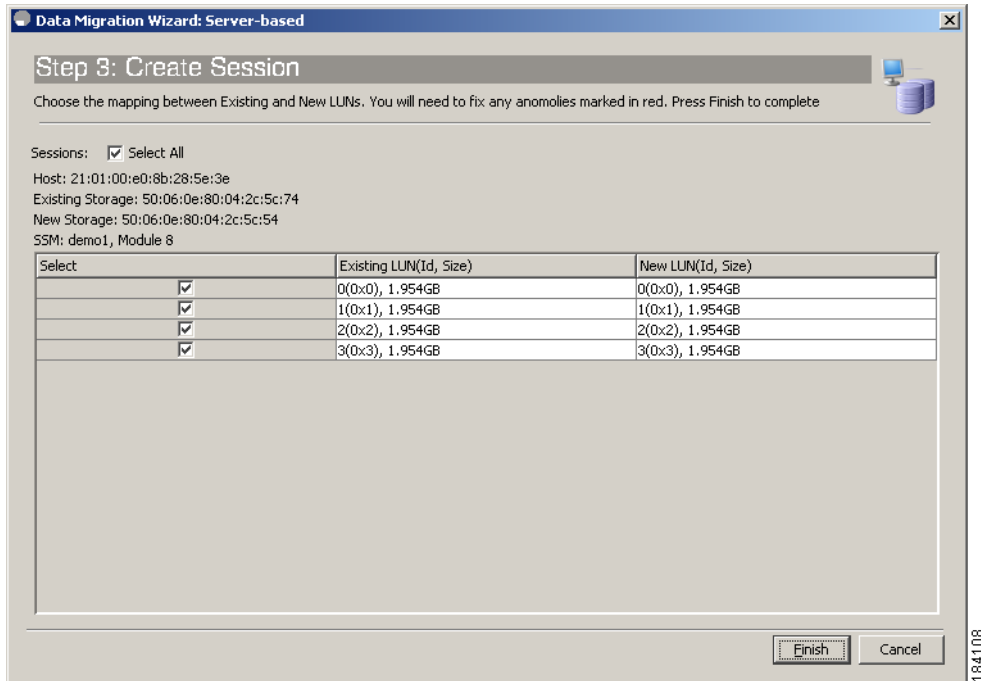 Data Migration Wizard: Server-based
Step 3: Create Session
Choose the mapping between Existing and New LUNs. You will need to fix any anomolies marked in red. Press Finish to complete
Sessions: Select All
Host: 21:01:00:e0:8b:28:5e:3e
Existing Storage: 50:06:0e:80:04:2c:5c:74
New Storage: 50:06:0e:80:04:2c:5c:54
SSM: demo1, Module 8
Select Existing LUN(Id, Size) New LUN(Id, Size)
0(0x0), 1.954GB 0(0x0), 1.954GB
1(0x1), 1.954GB 1(0x1), 1.954GB
2(0x2), 1.954GB 2(0x2), 1.954GB
3(0x3), 1.954GB 3(0x3), 1.954GB
Finish Cancel
184108